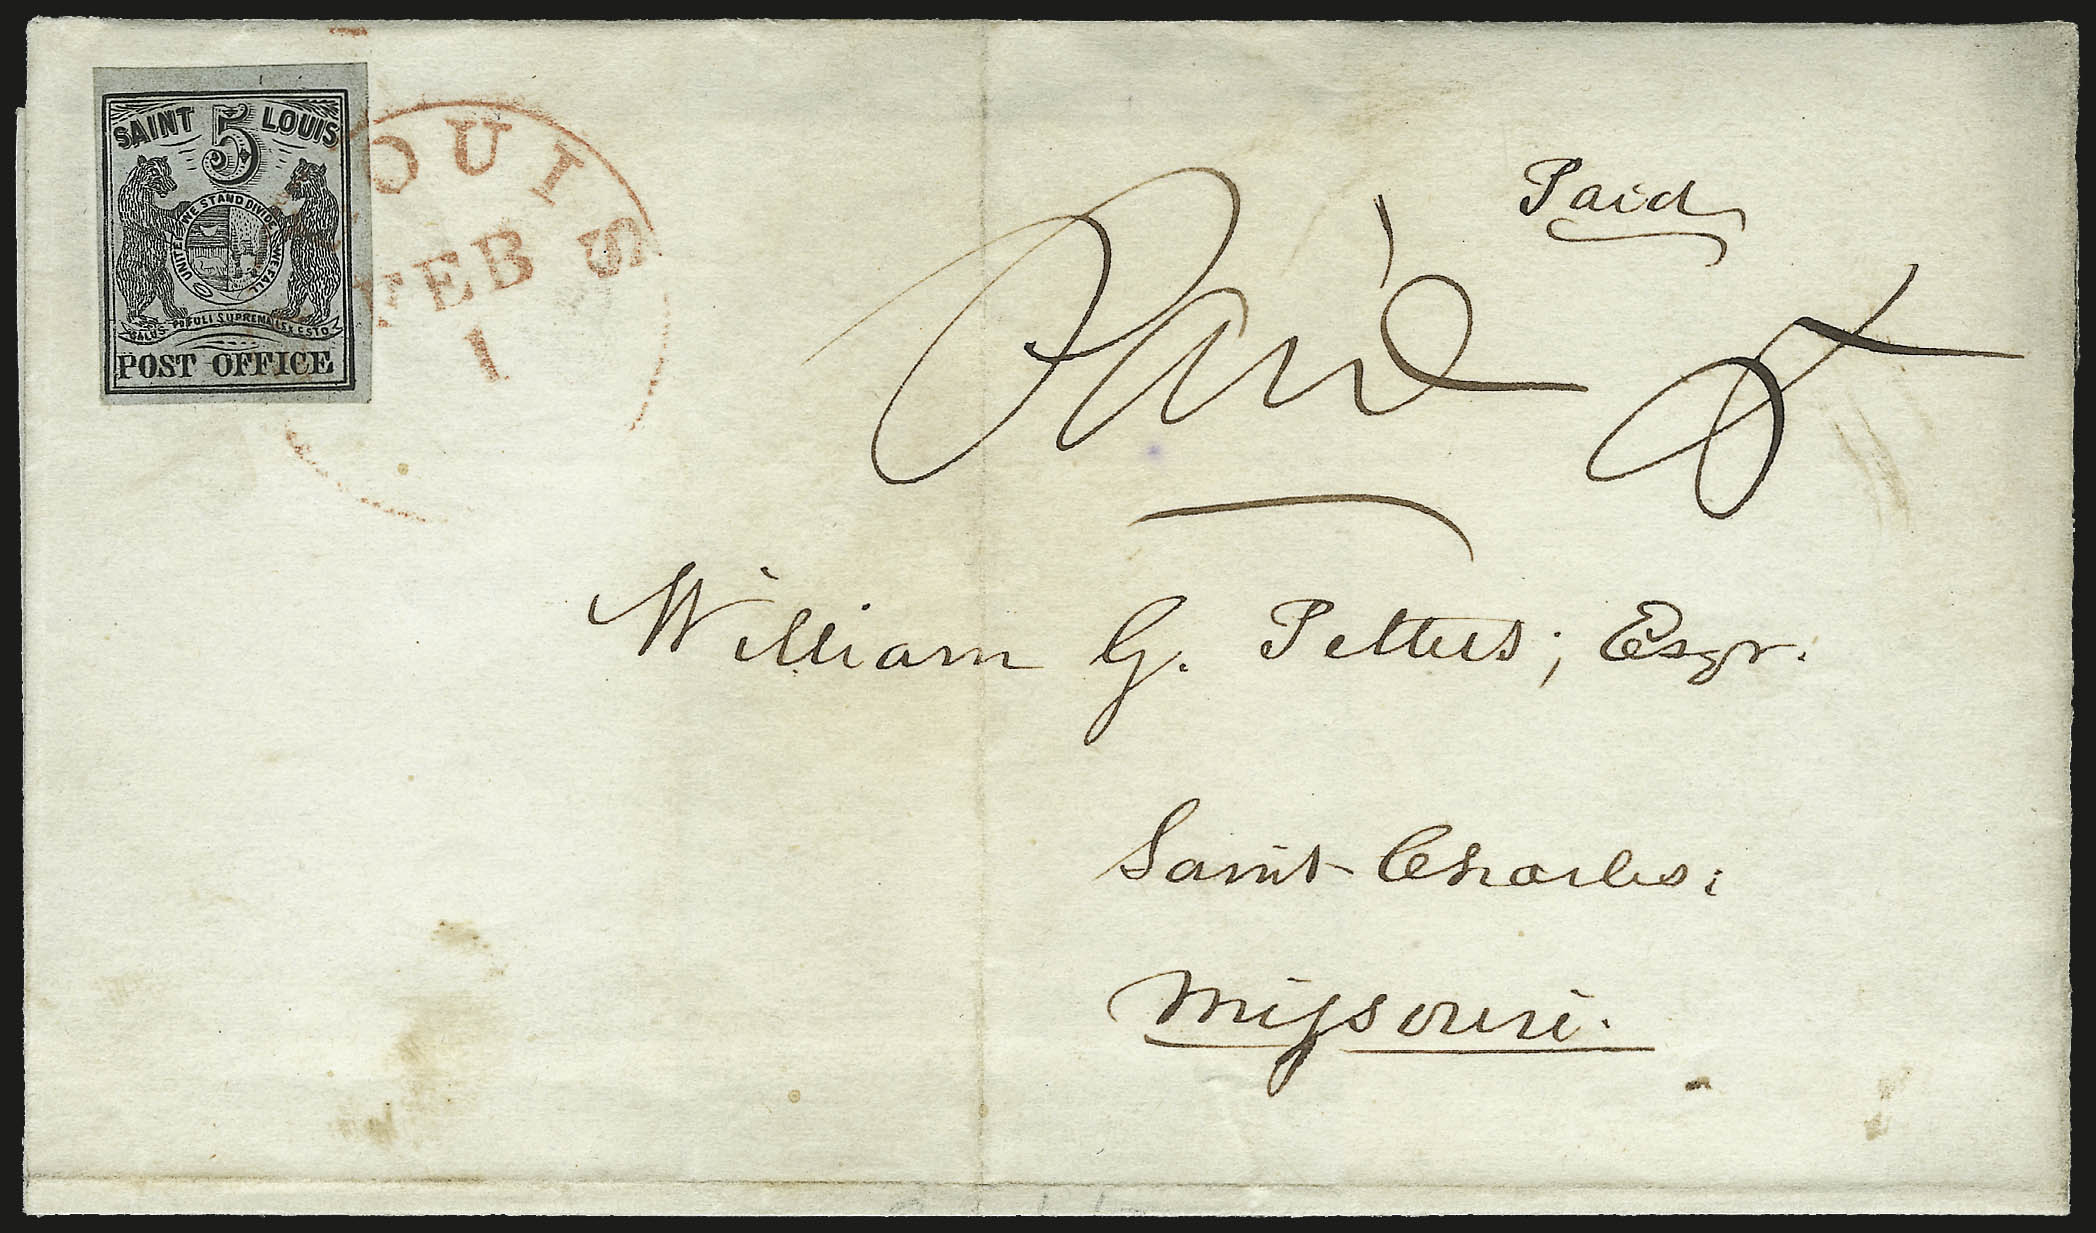 SAINT 5 LOUIS
UNITED WE STAND DIVIDED WE FALL
SALUS POPULI SUPREMA LEX ESTO
POST OFFICE
LOUIS
FEB
1
Paid
Paid 5
William G. Pettus; Esqr.
Saint Charles:
Missouri.